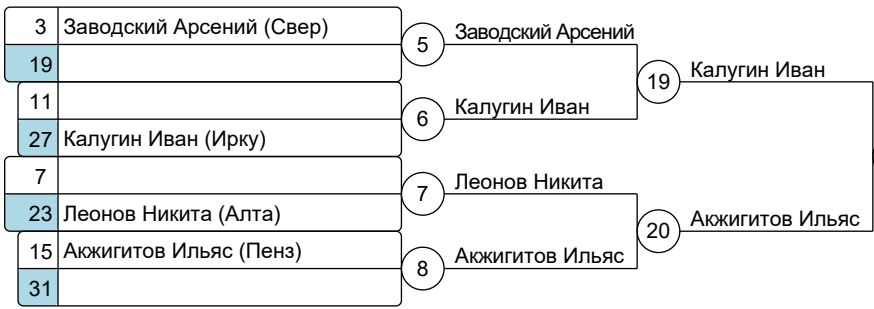 3 Заводский Арсений (Свер)
19
11
27 Калугин Иван (Ирку)
7
23 Леонов Никита (Алта)
15 Акжигитов Ильяс (Пенз)
31
5 Заводский Арсений
6 Калугин Иван
7 Леонов Никита
8 Акжигитов Ильяс
19 Калугин Иван
20 Акжигитов Ильяс